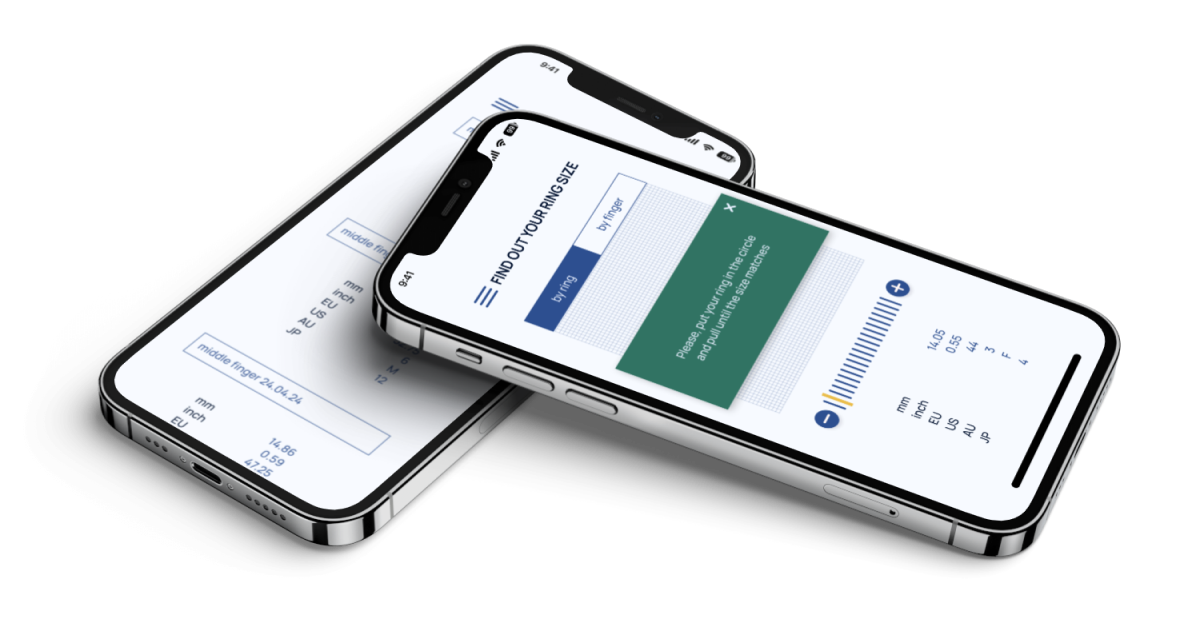 9:41
middle fin
mm
inch
EU
US
AU
JP
M
6
12
middle finger 24.04.24
mm 14.86
inch 0.59
EU 47.25
9:41
FIND OUT YOUR RING SIZE
by ring by finger
×
Please, put your ring in the circle
and pull until the size matches
− +
mm 14.05
inch 0.55
EU 44
US 3
AU F
JP 4